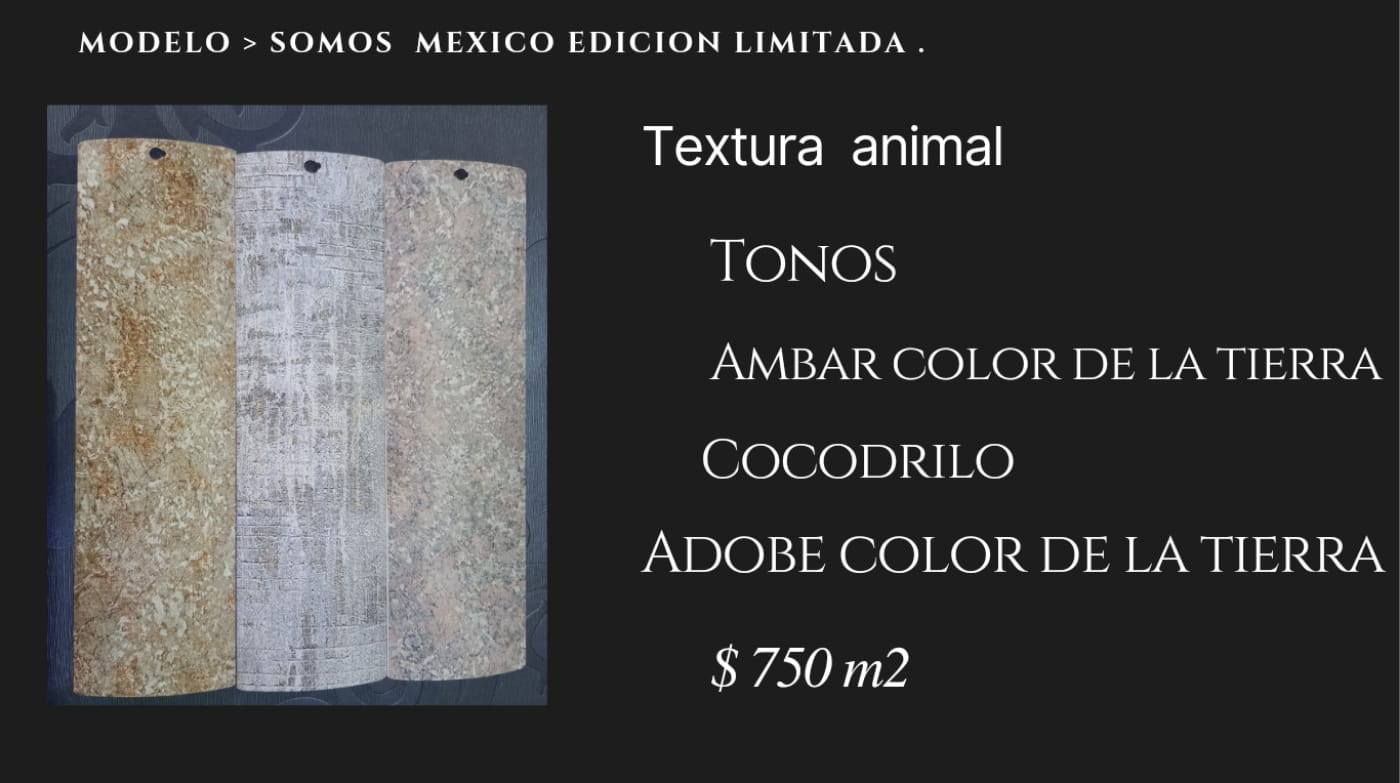 MODELO > SOMOS MEXICO EDICION LIMITADA .
Textura animal
TONOS
AMBAR COLOR DE LA TIERRA
COCODRILO
ADOBE COLOR DE LA TIERRA
$ 750 m2